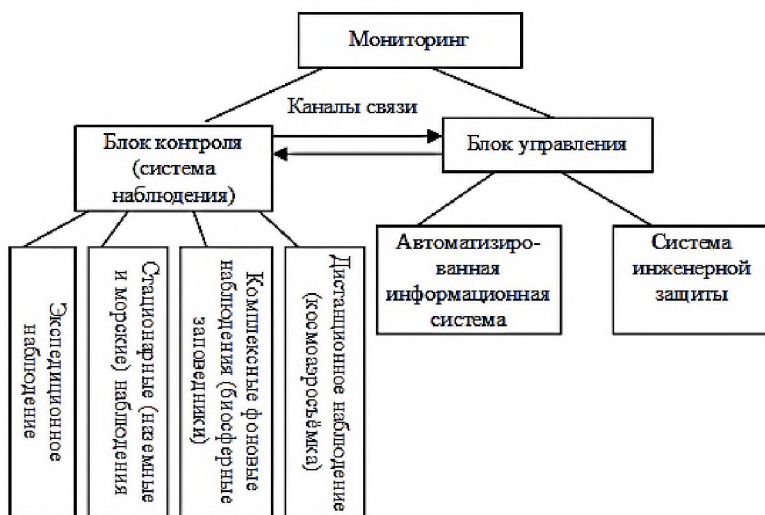 Мониторинг
Каналы связи
Блок контроля
(система
наблюдения)
Блок управления
Экспедиционное
наблюдение
Стационарные (наземные
и морские) наблюдения
Комплексные фоновые
наблюдения (биосферные
заповедники)
Дистанционное наблюдение
(космоаэросъёмка)
Автоматизиро-
ванная
информационная
система
Система
инженерной
защиты